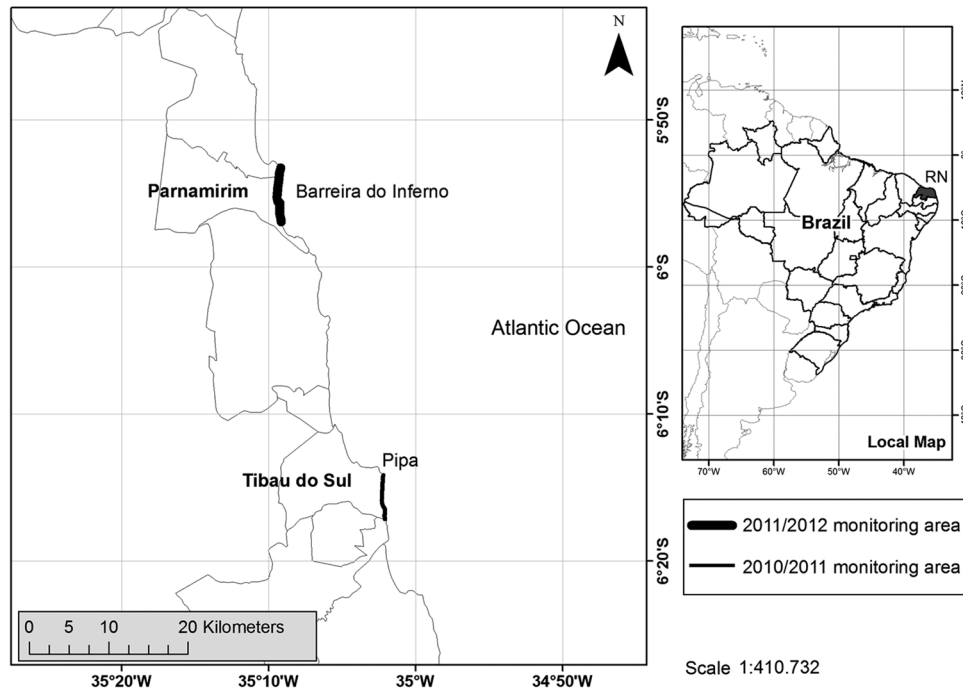 N
5°50'S
Parnamirim
Barreira do Inferno
6°S
Atlantic Ocean
6°10'S
Pipa
Tibau do Sul
6°20'S
0 5 10 20 Kilometers
35°20'W 35°10'W 35°W 34°50'W
RN
Brazil
Local Map
70°W 60°W 50°W 40°W
2011/2012 monitoring area
2010/2011 monitoring area
Scale 1:410.732